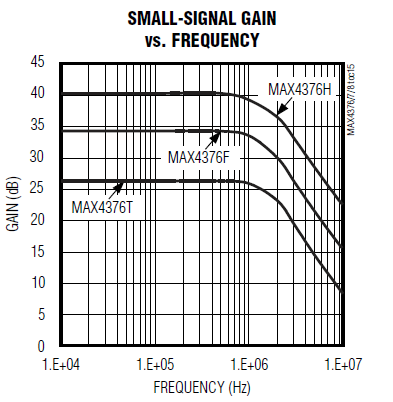 SMALL-SIGNAL GAIN
vs. FREQUENCY
MAX4376/7/8 toc15
45
40
35
30
25
20
15
10
5
0
GAIN (dB)
MAX4376H
MAX4376F
MAX4376T
1.E+04
1.E+05
1.E+06
1.E+07
FREQUENCY (Hz)